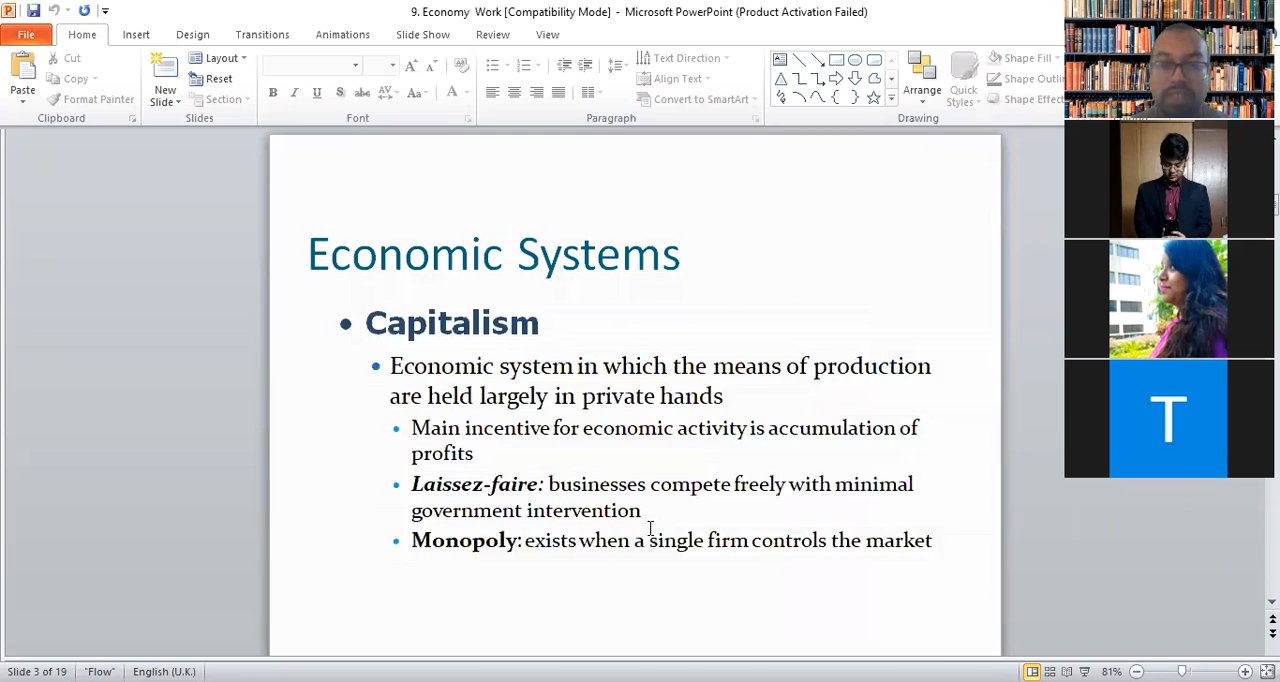 9. Economy  Work [Compatibility Mode]  -  Microsoft PowerPoint (Product Activation Failed)
File Home Insert Design Transitions Animations Slide Show Review View
Paste
Cut
Copy
Format Painter
Clipboard
New
Slide
Layout
Reset
Section
Slides
B I U S abc AV Aa A
Font
Text Direction
Align Text
Convert to SmartArt
Paragraph
Arrange
Quick
Styles
Shape Fill
Shape Outlin
Shape Effect
Drawing
Economic Systems
• Capitalism
• Economic system in which the means of production
are held largely in private hands
• Main incentive for economic activity is accumulation of
profits
• Laissez-faire: businesses compete freely with minimal
government intervention
• Monopoly: exists when a single firm controls the market
T
Slide 3 of 19 "Flow" English (U.K.) 81%